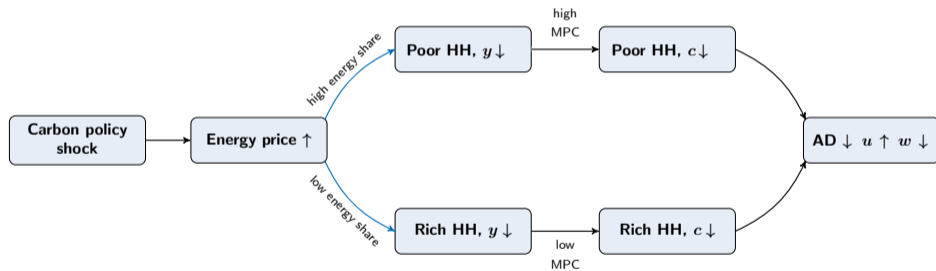 Carbon policy
shock
Energy price ↑
high energy share
low energy share
Poor HH, y ↓
high
MPC
Poor HH, c ↓
Rich HH, y ↓
low
MPC
Rich HH, c ↓
AD ↓ u ↑ w ↓